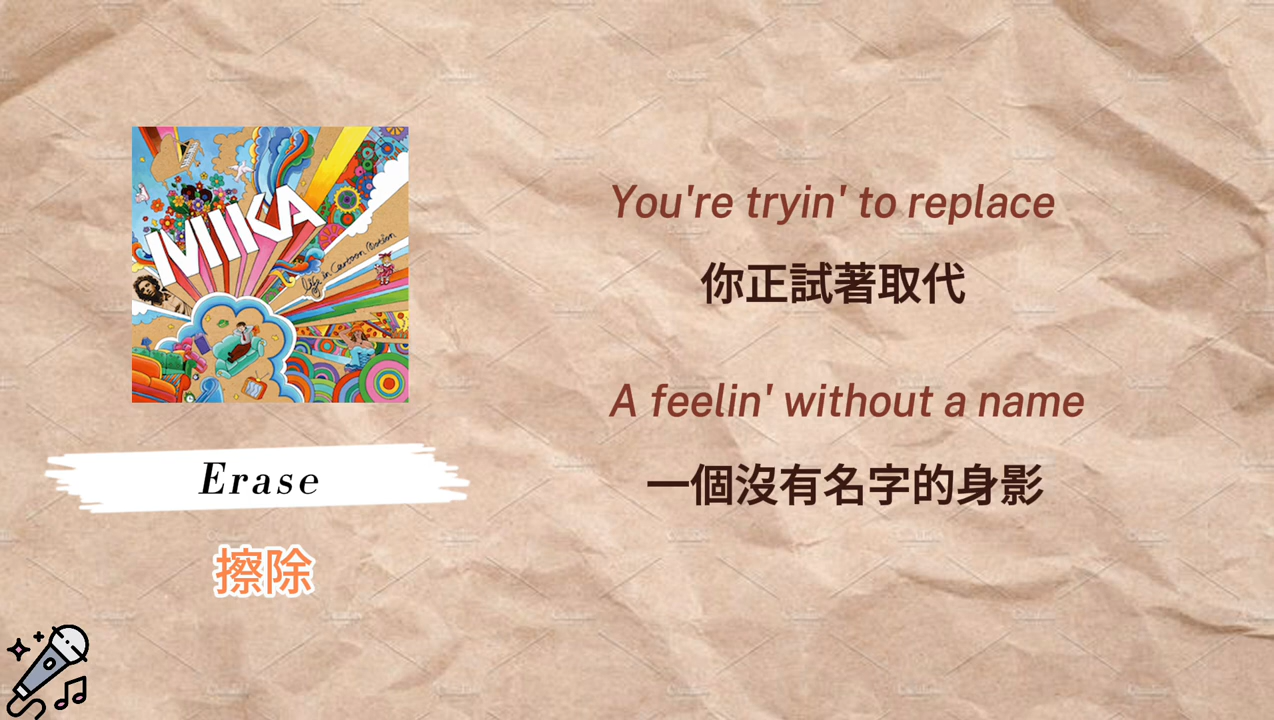 MIKA
Life in Cartoon Motion
Erase
擦除
You're tryin' to replace
你正試著取代
A feelin' without a name
一個沒有名字的身影